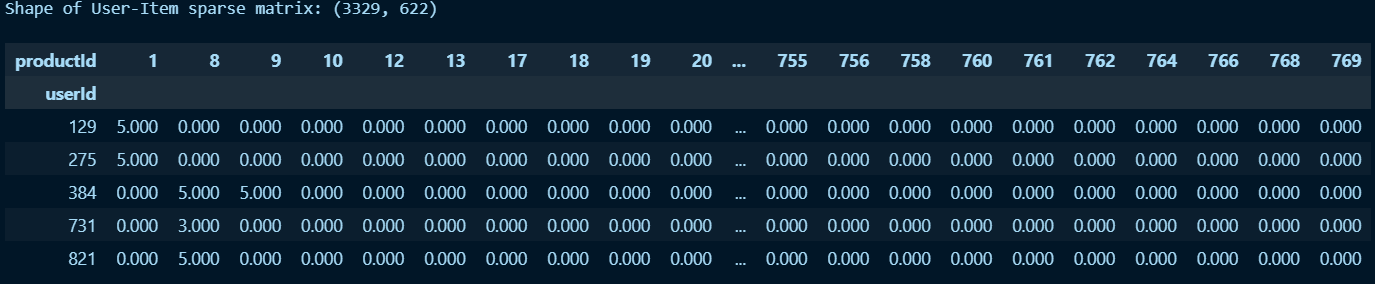 Shape of User-Item sparse matrix: (3329, 622)
productId 1 8 9 10 12 13 17 18 19 20 ... 755 756 758 760 761 762 764 766 768 769
userId
129 5.000 0.000 0.000 0.000 0.000 0.000 0.000 0.000 0.000 0.000 ... 0.000 0.000 0.000 0.000 0.000 0.000 0.000 0.000 0.000 0.000
275 5.000 0.000 0.000 0.000 0.000 0.000 0.000 0.000 0.000 0.000 ... 0.000 0.000 0.000 0.000 0.000 0.000 0.000 0.000 0.000 0.000
384 0.000 5.000 5.000 0.000 0.000 0.000 0.000 0.000 0.000 0.000 ... 0.000 0.000 0.000 0.000 0.000 0.000 0.000 0.000 0.000 0.000
731 0.000 3.000 0.000 0.000 0.000 0.000 0.000 0.000 0.000 0.000 ... 0.000 0.000 0.000 0.000 0.000 0.000 0.000 0.000 0.000 0.000
821 0.000 5.000 0.000 0.000 0.000 0.000 0.000 0.000 0.000 0.000 ... 0.000 0.000 0.000 0.000 0.000 0.000 0.000 0.000 0.000 0.000